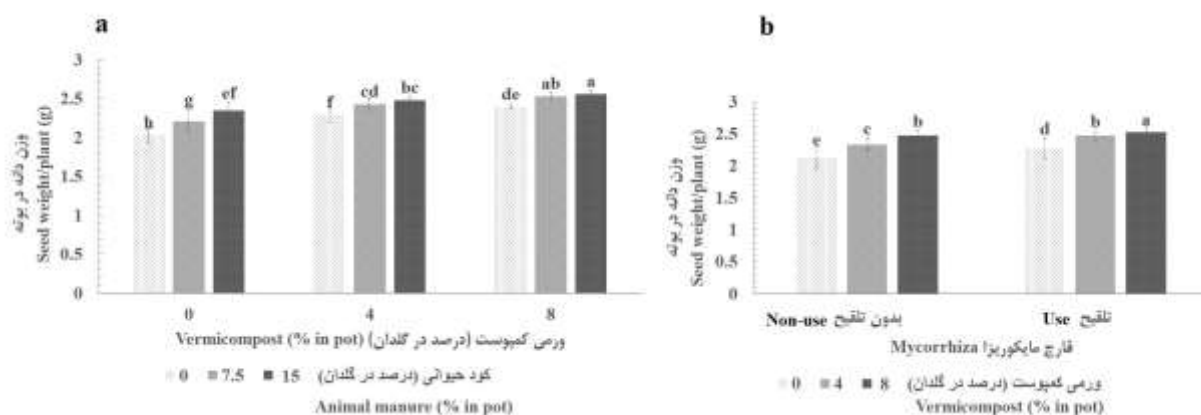 a
3
2.5
2
1.5
1
0.5
0
وزن دانه در بوته
Seed weight/plant (g)
h
g
ef
f
cd
bc
de
ab
a
0
4
8
Vermicompost (% in pot) ورمی کمپوست (درصد در گلدان)
0 7.5 15 کود حیوانی (درصد در گلدان)
Animal manure (% in pot)
b
3
2.5
2
1.5
1
0.5
0
وزن دانه در بوته
Seed weight/plant (g)
e
c
b
d
b
a
Non-use بدون تلقیح
Use تلقیح
Mycorrhiza قارچ مایکوریزا
0 4 8 ورمی کمپوست (درصد در گلدان)
Vermicompost (% in pot)